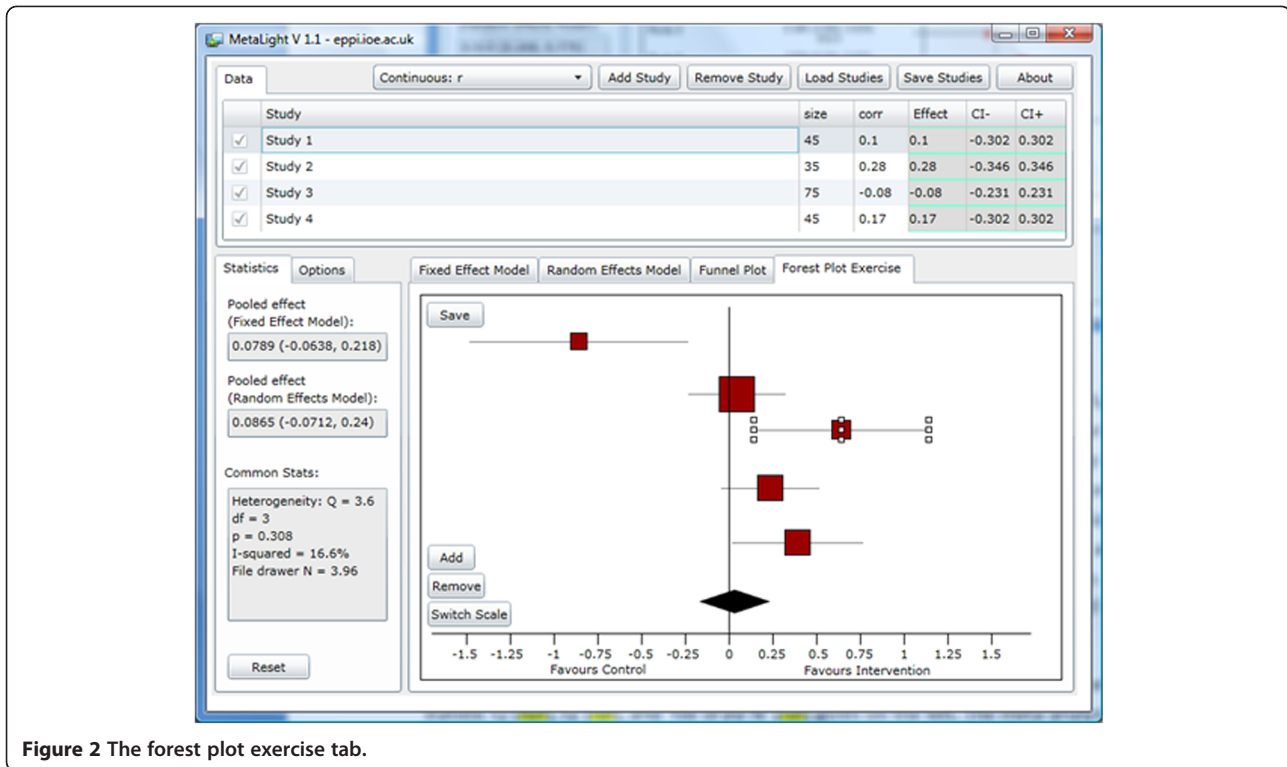 MetaLight V 1.1 - eppi.ioe.ac.uk
Data
Continuous: r
Add Study
Remove Study
Load Studies
Save Studies
About
Study size corr Effect CI- CI+
Study 1 45 0.1 0.1 -0.302 0.302
Study 2 35 0.28 0.28 -0.346 0.346
Study 3 75 -0.08 -0.08 -0.231 0.231
Study 4 45 0.17 0.17 -0.302 0.302
Statistics
Options
Pooled effect
(Fixed Effect Model):
0.0789 (-0.0638, 0.218)
Pooled effect
(Random Effects Model):
0.0865 (-0.0712, 0.24)
Common Stats:
Heterogeneity: Q = 3.6
df = 3
p = 0.308
I-squared = 16.6%
File drawer N = 3.96
Reset
Fixed Effect Model
Random Effects Model
Funnel Plot
Forest Plot Exercise
Save
Add
Remove
Switch Scale
-1.5 -1.25 -1 -0.75 -0.5 -0.25 0 0.25 0.5 0.75 1 1.25 1.5
Favours Control Favours Intervention
Figure 2 The forest plot exercise tab.